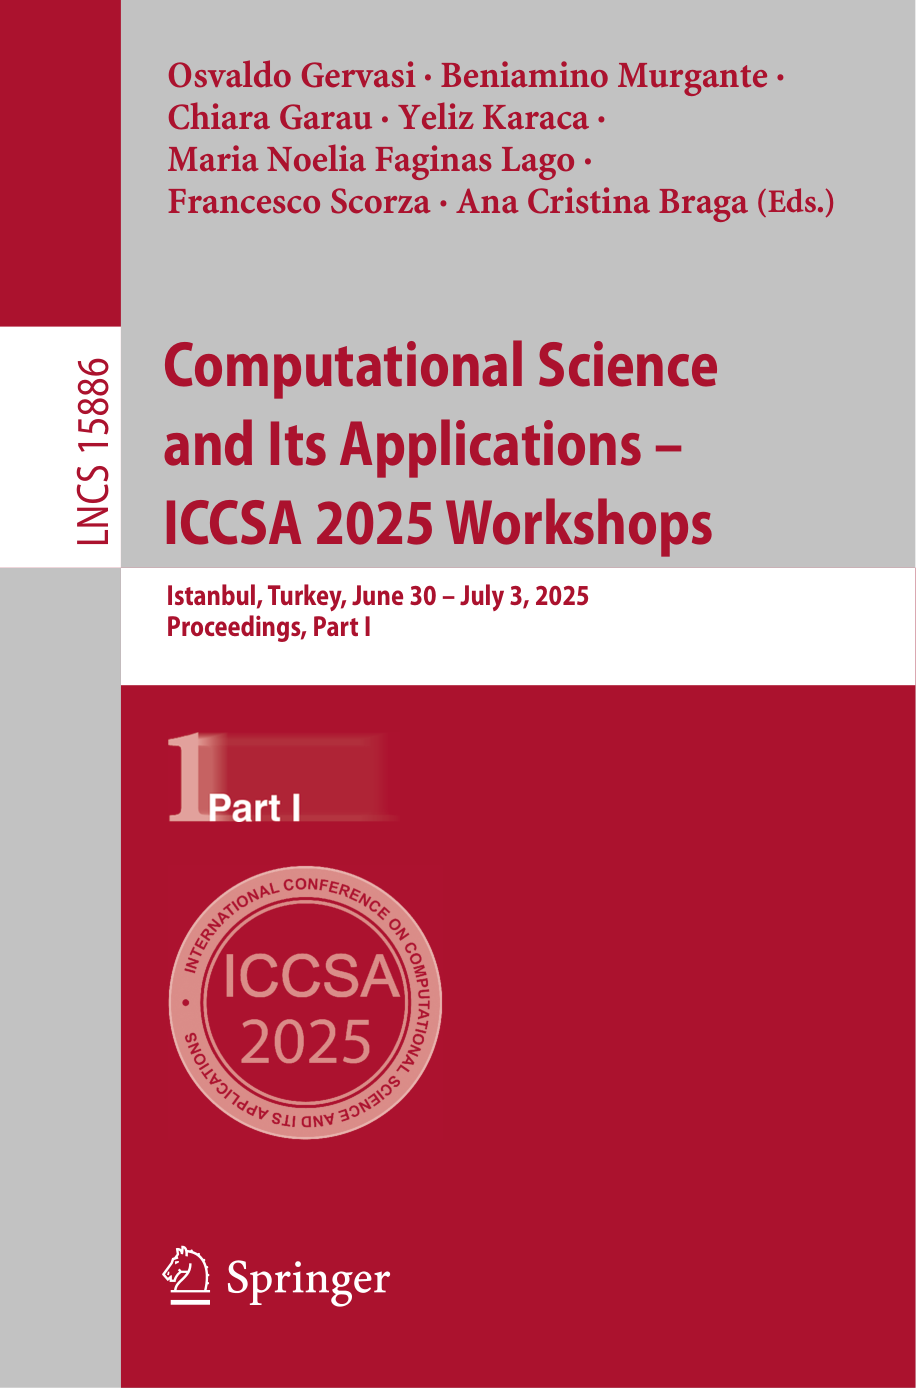 Osvaldo Gervasi · Beniamino Murgante ·
Chiara Garau · Yeliz Karaca ·
Maria Noelia Faginas Lago ·
Francesco Scorza · Ana Cristina Braga (Eds.)
LNCS 15886
Computational Science
and Its Applications –
ICCSA 2025 Workshops
Istanbul, Turkey, June 30 – July 3, 2025
Proceedings, Part I
1
Part I
• INTERNATIONAL CONFERENCE ON COMPUTATIONAL SCIENCE AND ITS APPLICATIONS
ICCSA
2025
Springer